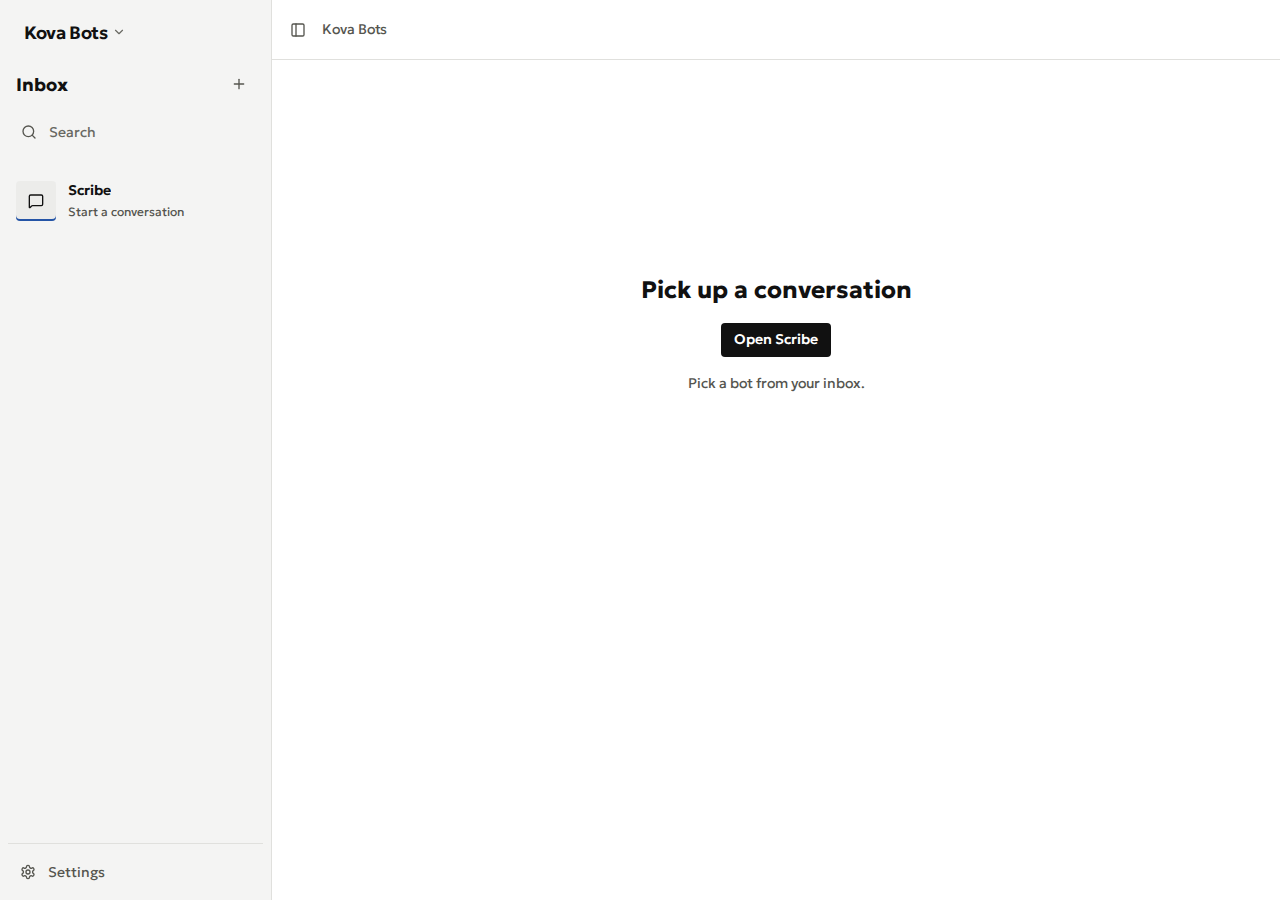 Kova Bots
Inbox
Search
Scribe
Start a conversation
Settings
Kova Bots
Pick up a conversation
Open Scribe
Pick a bot from your inbox.